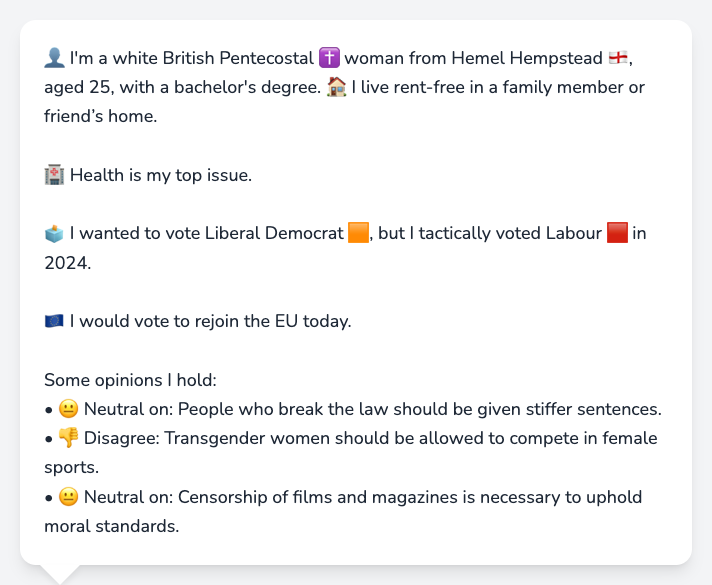 👤 I'm a white British Pentecostal ✝️ woman from Hemel Hempstead 🏴󠁧󠁢󠁥󠁮󠁧󠁿,
aged 25, with a bachelor's degree. 🏠 I live rent-free in a family member or
friend’s home.
🏥 Health is my top issue.
🗳️ I wanted to vote Liberal Democrat 🟧, but I tactically voted Labour 🟥 in
2024.
🇪🇺 I would vote to rejoin the EU today.
Some opinions I hold:
• 😐 Neutral on: People who break the law should be given stiffer sentences.
• 👎 Disagree: Transgender women should be allowed to compete in female
sports.
• 😐 Neutral on: Censorship of films and magazines is necessary to uphold
moral standards.